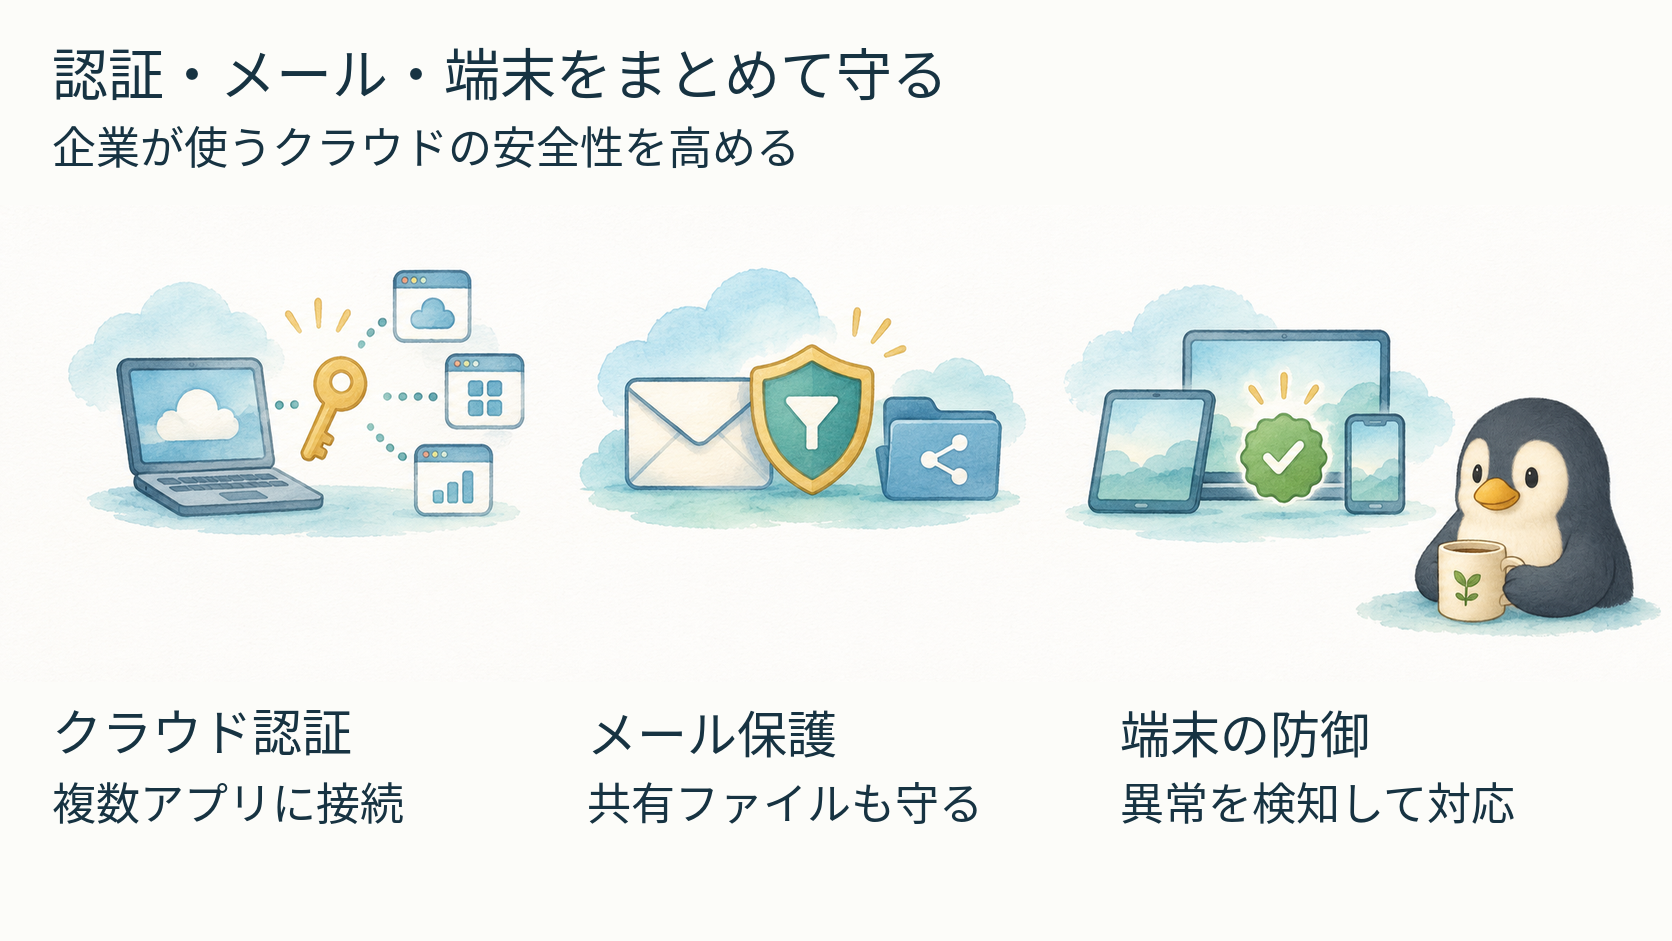 認証・メール・端末をまとめて守る
企業が使うクラウドの安全性を高める
クラウド認証
複数アプリに接続
メール保護
共有ファイルも守る
端末の防御
異常を検知して対応